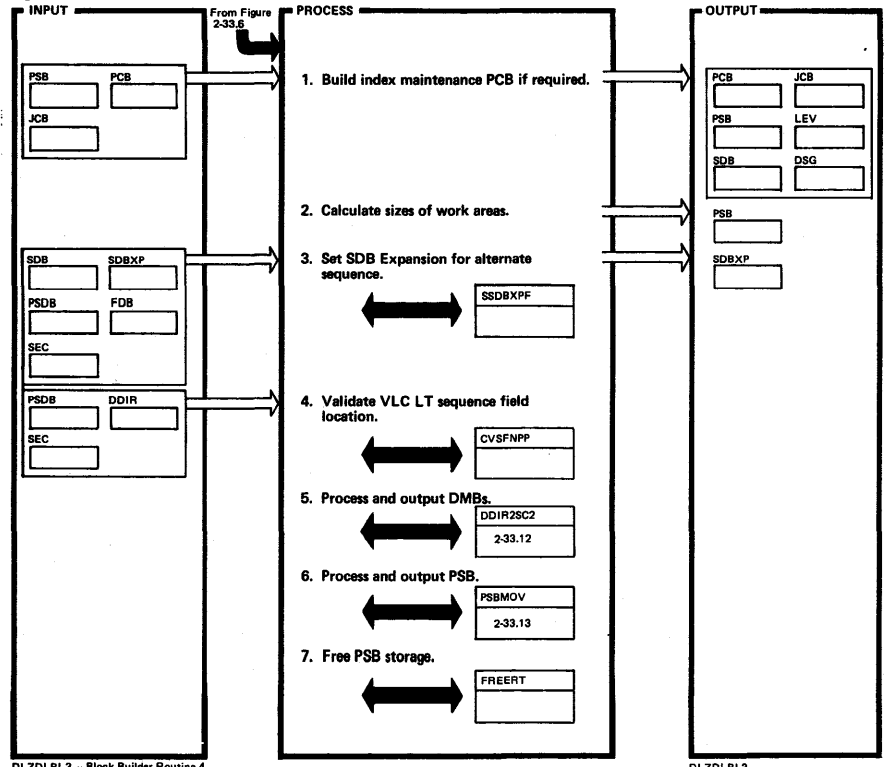 INPUT
From Figure
2-33.6
PROCESS
OUTPUT
PSB PCB
JCB
1. Build index maintenance PCB if required.
PCB JCB
PSB LEV
SDB DSG
2. Calculate sizes of work areas.
PSB
SDB SDBXP
PSDB FDB
SEC
3. Set SDB Expansion for alternate
sequence.
SSDBXPF
SDBXP
PSDB DDIR
SEC
4. Validate VLC LT sequence field
location.
CVSFNPP
5. Process and output DMBs.
DDIR2SC2
2-33.12
6. Process and output PSB.
PSBMOV
2-33.13
7. Free PSB storage.
FREERT
Block Builder Routine 4